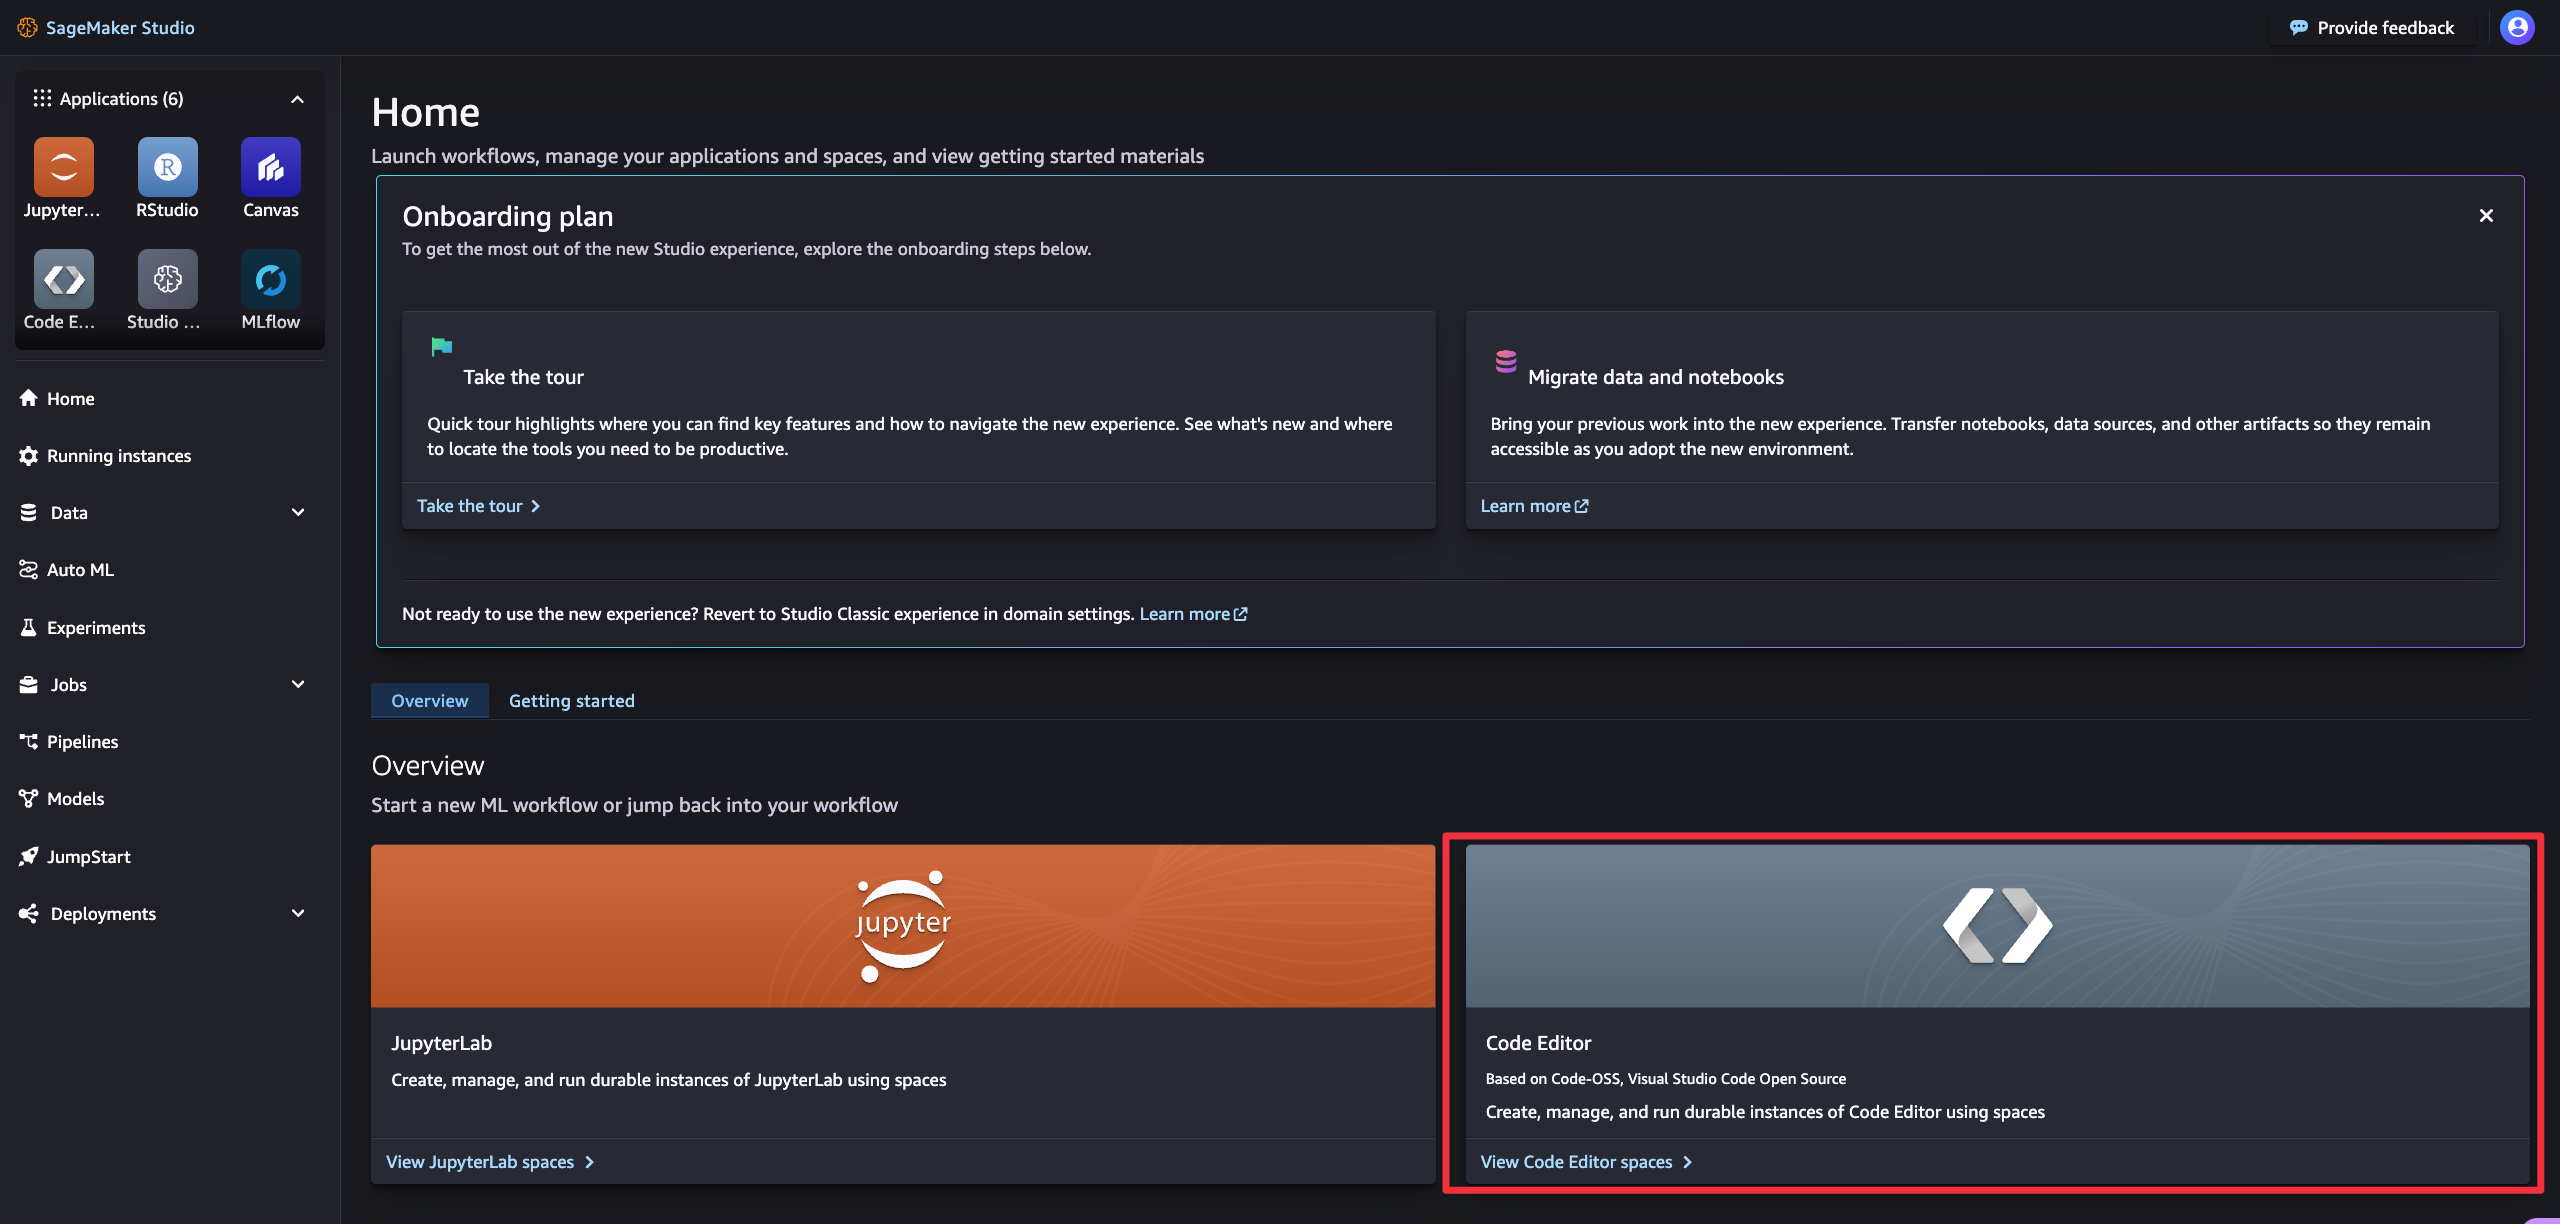 SageMaker Studio
Provide feedback
Applications (6)
Jupyter...
RStudio
Canvas
Code E...
Studio ...
MLflow
Home
Running instances
Data
Auto ML
Experiments
Jobs
Pipelines
Models
JumpStart
Deployments
Home
Launch workflows, manage your applications and spaces, and view getting started materials
Onboarding plan
To get the most out of the new Studio experience, explore the onboarding steps below.
Take the tour
Quick tour highlights where you can find key features and how to navigate the new experience. See what's new and where
to locate the tools you need to be productive.
Take the tour
Migrate data and notebooks
Bring your previous work into the new experience. Transfer notebooks, data sources, and other artifacts so they remain
accessible as you adopt the new environment.
Learn more
Not ready to use the new experience? Revert to Studio Classic experience in domain settings. Learn more
Overview
Getting started
Overview
Start a new ML workflow or jump back into your workflow
jupyter
JupyterLab
Create, manage, and run durable instances of JupyterLab using spaces
View JupyterLab spaces
Code Editor
Based on Code-OSS, Visual Studio Code Open Source
Create, manage, and run durable instances of Code Editor using spaces
View Code Editor spaces